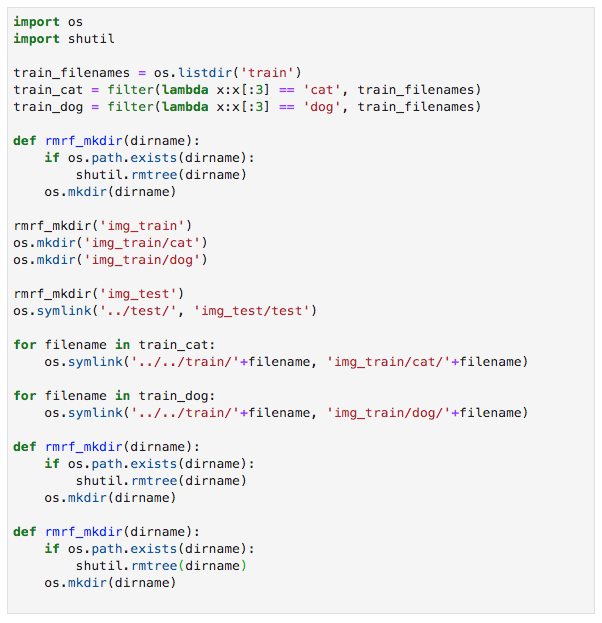 import os
import shutil

train_filenames = os.listdir('train')
train_cat = filter(lambda x:x[:3] == 'cat', train_filenames)
train_dog = filter(lambda x:x[:3] == 'dog', train_filenames)

def rmrf_mkdir(dirname):
    if os.path.exists(dirname):
        shutil.rmtree(dirname)
    os.mkdir(dirname)

rmrf_mkdir('img_train')
os.mkdir('img_train/cat')
os.mkdir('img_train/dog')

rmrf_mkdir('img_test')
os.symlink('../test/', 'img_test/test')

for filename in train_cat:
    os.symlink('../../train/'+filename, 'img_train/cat/'+filename)

for filename in train_dog:
    os.symlink('../../train/'+filename, 'img_train/dog/'+filename)

def rmrf_mkdir(dirname):
    if os.path.exists(dirname):
        shutil.rmtree(dirname)
    os.mkdir(dirname)

def rmrf_mkdir(dirname):
    if os.path.exists(dirname):
        shutil.rmtree(dirname)
    os.mkdir(dirname)